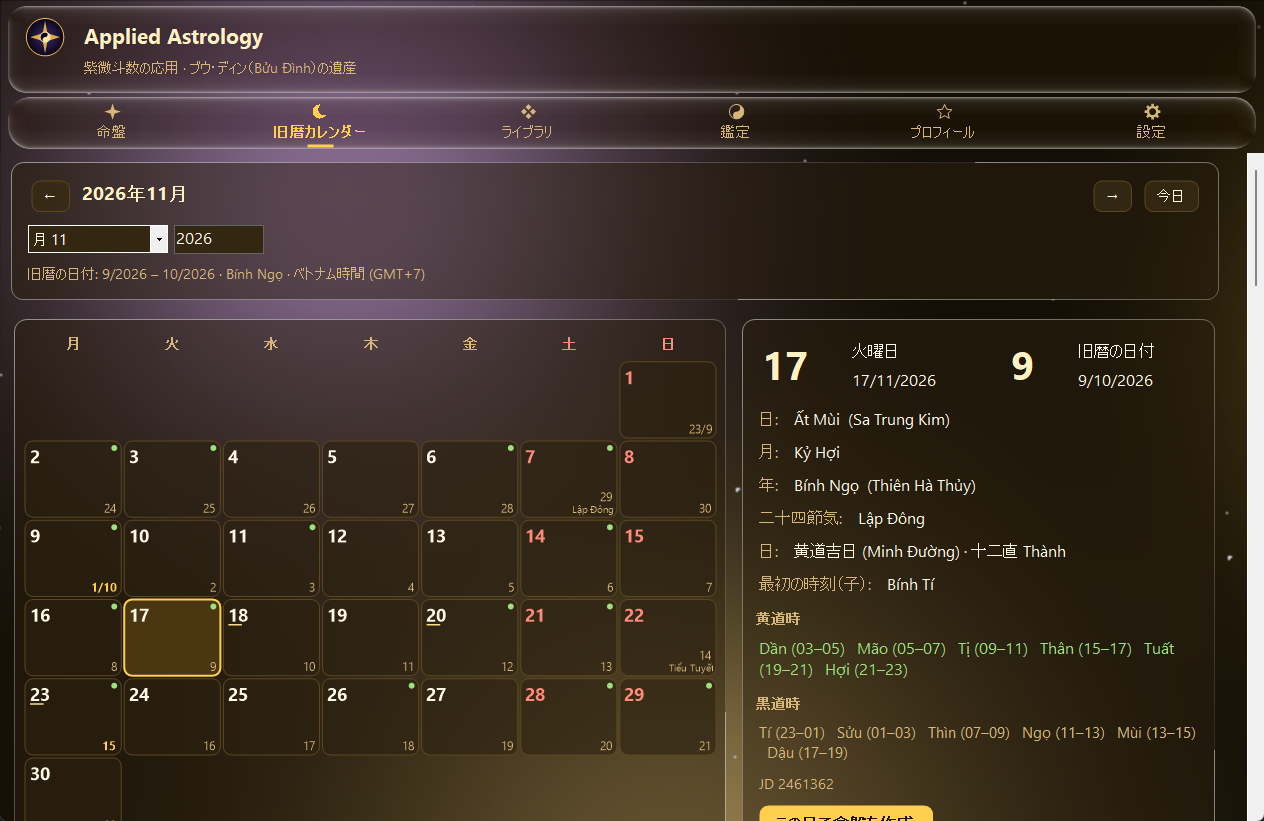 Applied Astrology
紫微斗数の応用 · ブウ・ディン(Bửu Đình)の遺産
命盤
旧暦カレンダー
ライブラリ
鑑定
プロフィール
設定
← 2026年11月 → 今日
月 11 2026
旧暦の日付: 9/2026 – 10/2026 · Bính Ngọ · ベトナム時間 (GMT+7)
月 火 水 木 金 土 日
1
23/9
2 3 4 5 6 7 8
24 25 26 27 28 29 30
Lập Đông
9 10 11 12 13 14 15
1/10 2 3 4 5 6 7
16 17 18 19 20 21 22
8 9 10 11 12 13 14
Tiểu Tuyết
23 24 25 26 27 28 29
15 16 17 18 19 20 21
30
17 火曜日 17/11/2026
9 旧暦の日付 9/10/2026
日: Ất Mùi (Sa Trung Kim)
月: Kỷ Hợi
年: Bính Ngọ (Thiên Hà Thủy)
二十四節気: Lập Đông
日: 黄道吉日 (Minh Đường) · 十二直 Thành
最初の時刻(子): Bính Tí
黄道時
Dần (03–05) Mão (05–07) Tị (09–11) Thân (15–17) Tuất
(19–21) Hợi (21–23)
黒道時
Tí (23–01) Sửu (01–03) Thìn (07–09) Ngọ (11–13) Mùi (13–15)
Dậu (17–19)
JD 2461362
この日で命盤を作成